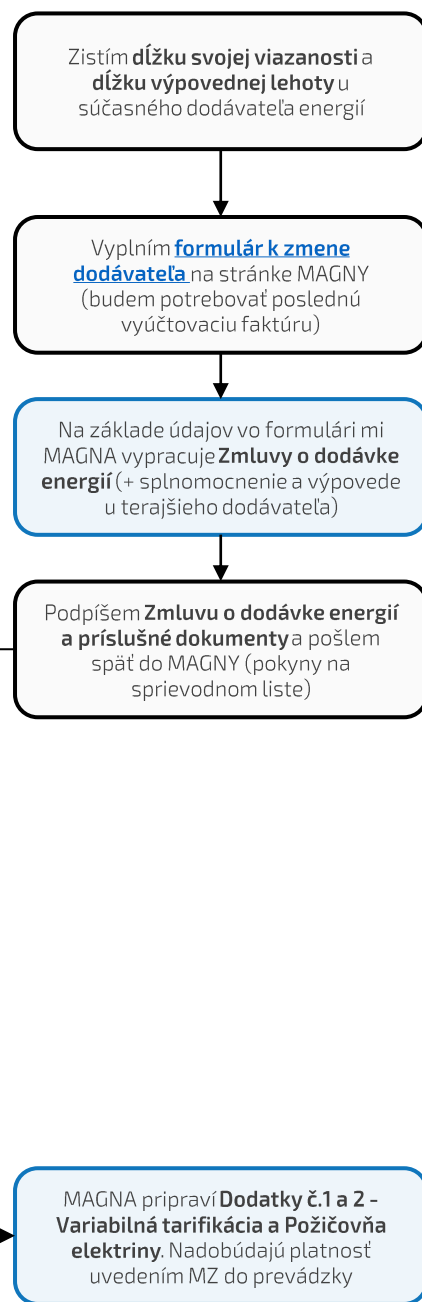 Zistím dĺžku svojej viazanosti a
dĺžku výpovednej lehoty u
súčasného dodávateľa energií
Vyplním formulár k zmene
dodávateľa na stránke MAGNY
(budem potrebovať poslednú
vyúčtovaciu faktúru)
Na základe údajov vo formulári mi
MAGNA vypracuje Zmluvy o dodávke
energií (+ splnomocnenie a výpovede
u terajšieho dodávateľa)
Podpíšem Zmluvu o dodávke energií
a príslušné dokumenty a pošlem
späť do MAGNY (pokyny na
sprievodnom liste)
MAGNA pripraví Dodatky č.1 a 2 -
Variabilná tarifikácia a Požičovňa
elektriny. Nadobúdajú platnosť
uvedením MZ do prevádzky